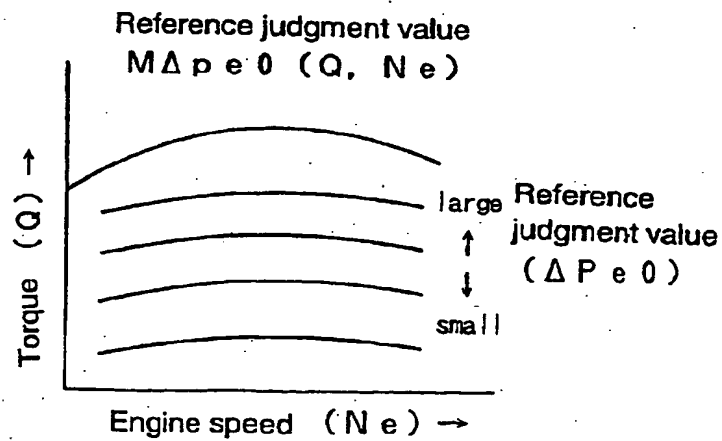 Reference judgment value
MΔpe0 (Q, Ne)
Torque (Q) →
large
↑
↓
small
Reference
judgment value
(ΔPe0)
Engine speed (Ne) →